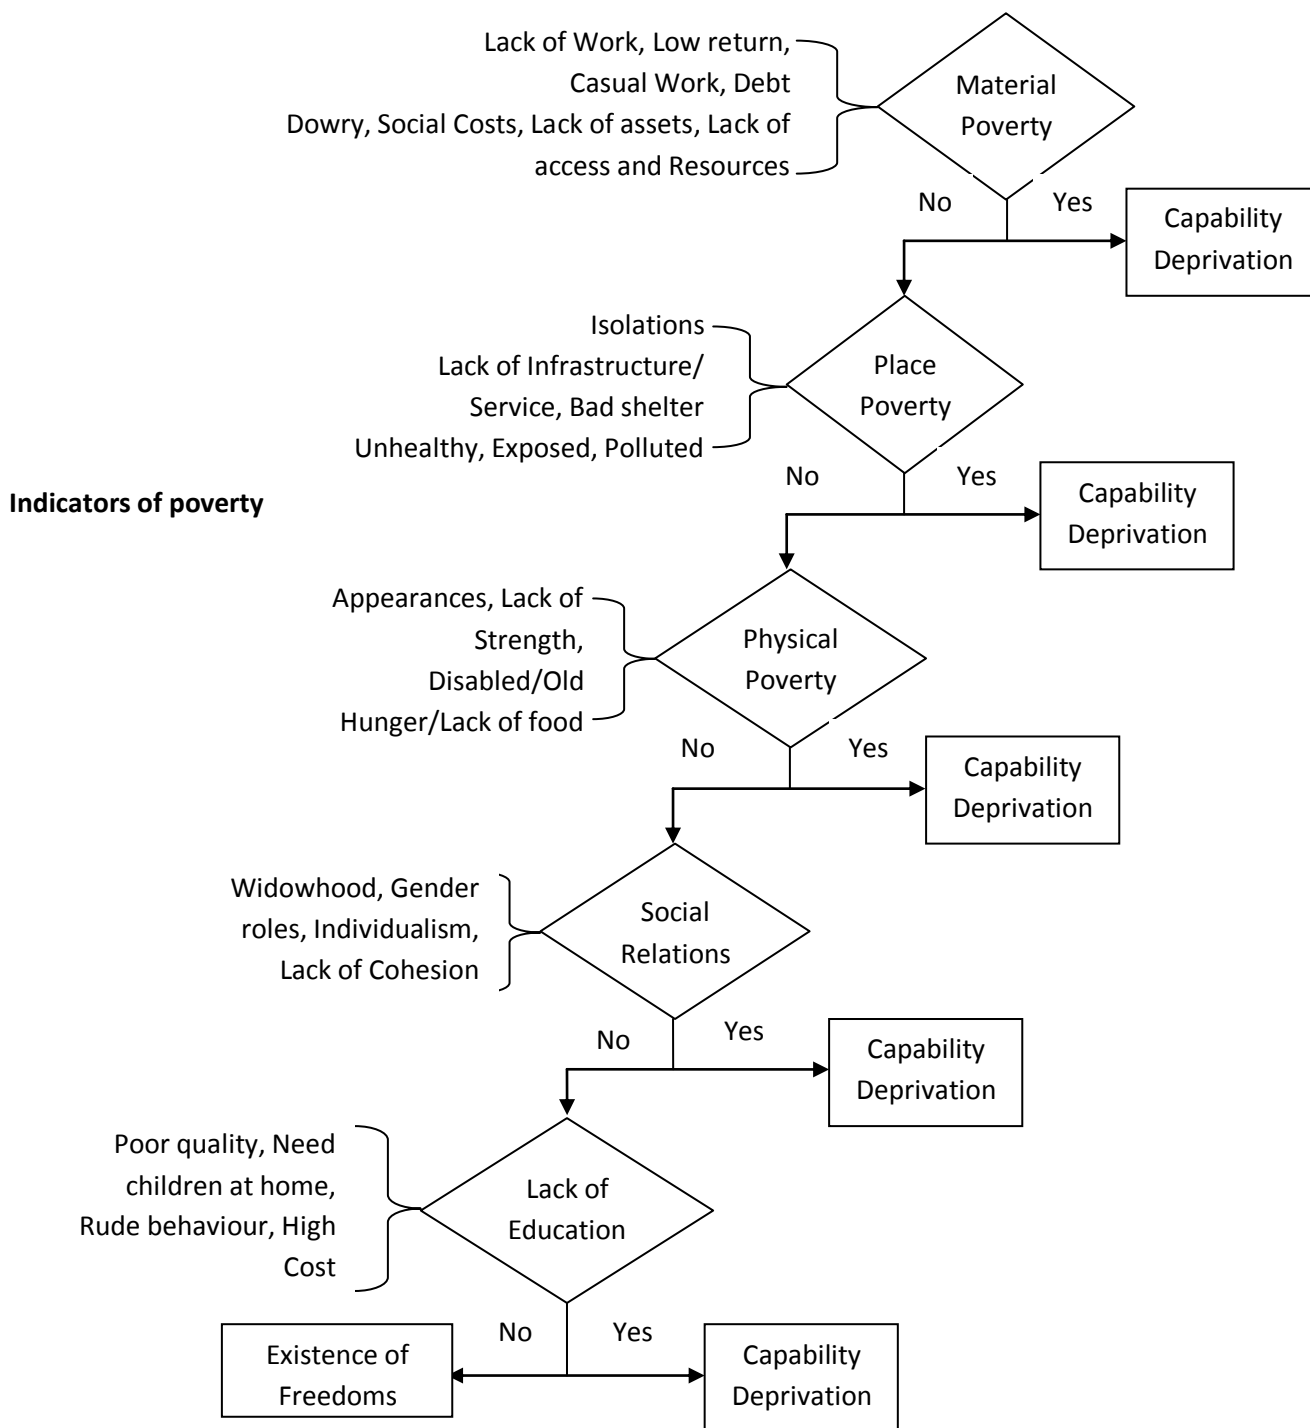 Lack of Work, Low return,
Casual Work, Debt
Dowry, Social Costs, Lack of assets, Lack of
access and Resources
Material
Poverty
No
Yes
Capability
Deprivation
Isolations
Lack of Infrastructure/
Service, Bad shelter
Unhealthy, Exposed, Polluted
Place
Poverty
No
Yes
Capability
Deprivation
Indicators of poverty
Appearances, Lack of
Strength,
Disabled/Old
Hunger/Lack of food
Physical
Poverty
No
Yes
Capability
Deprivation
Widowhood, Gender
roles, Individualism,
Lack of Cohesion
Social
Relations
No
Yes
Capability
Deprivation
Poor quality, Need
children at home,
Rude behaviour, High
Cost
Lack of
Education
No
Yes
Existence of
Freedoms
Capability
Deprivation